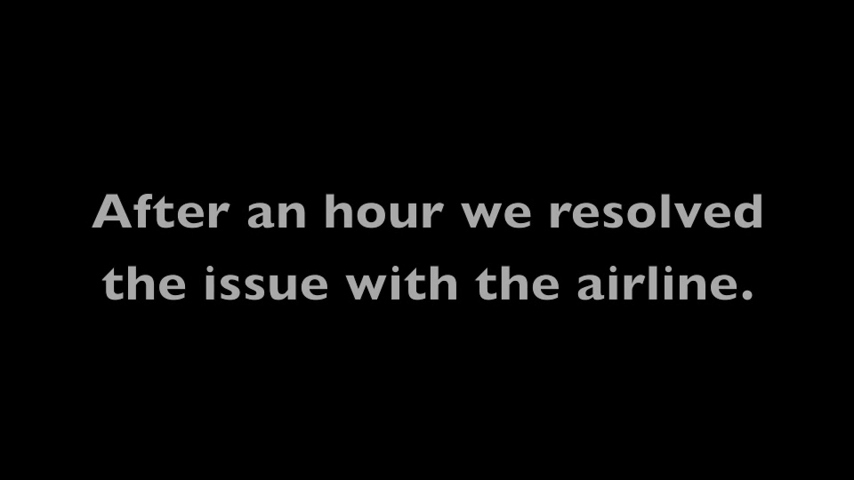 After an hour we resolved
the issue with the airline.